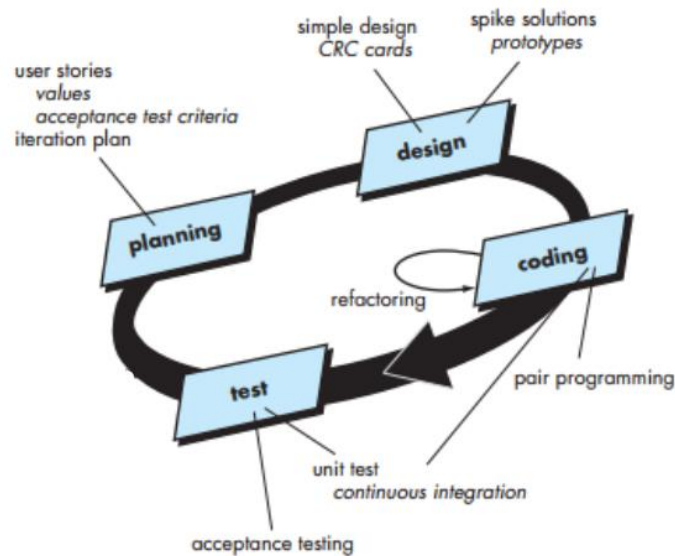 simple design
CRC cards
spike solutions
prototypes
user stories
values
acceptance test criteria
iteration plan
design
planning
coding
refactoring
test
pair programming
unit test
continuous integration
acceptance testing